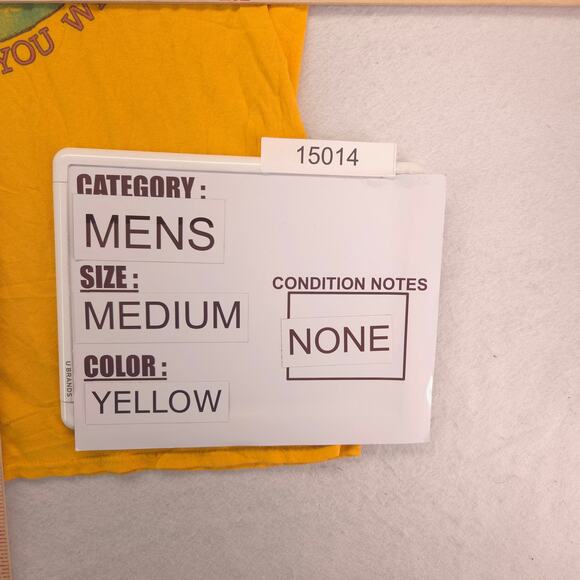 YOU W
15014
CATEGORY :
MENS
SIZE :
MEDIUM
COLOR :
YELLOW
CONDITION NOTES
NONE
U BRANDS